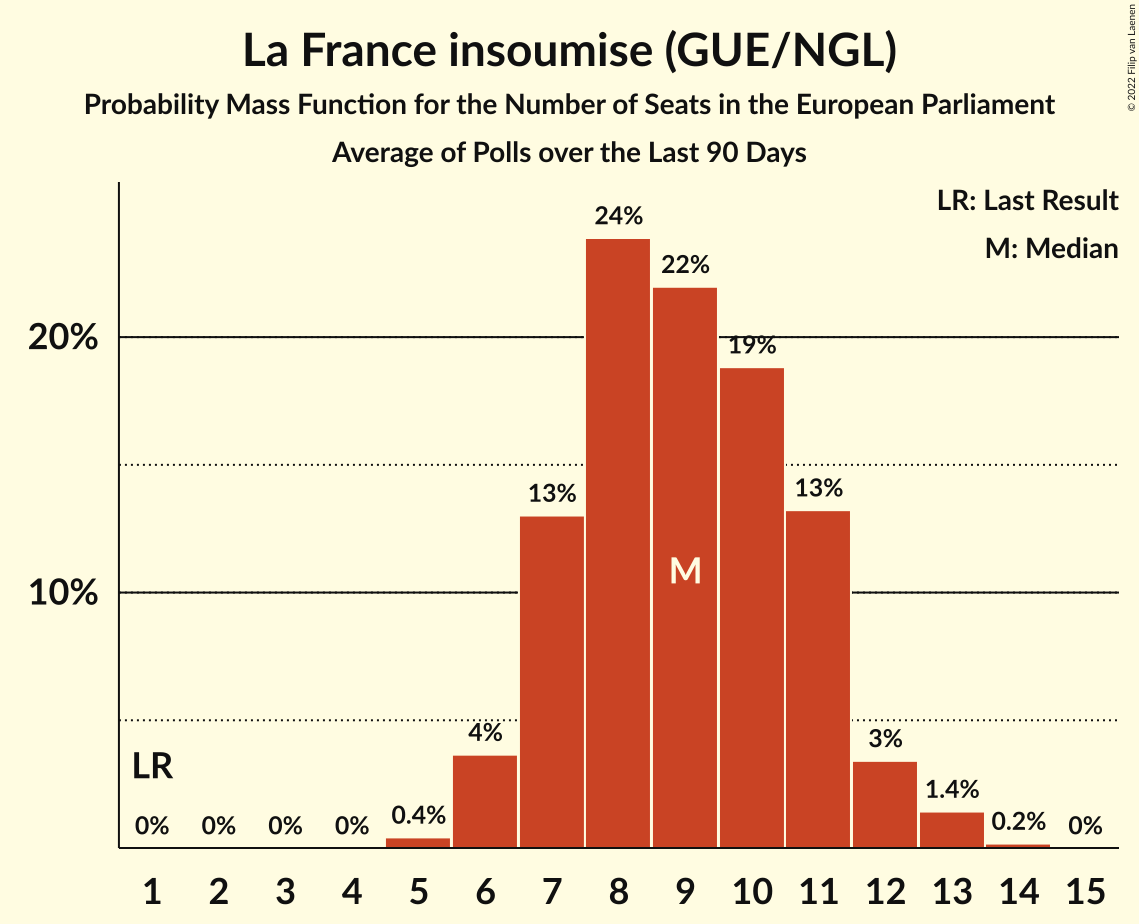 La France insoumise (GUE/NGL)
Probability Mass Function for the Number of Seats in the European Parliament
Average of Polls over the Last 90 Days
© 2022 Filip van Laenen
LR: Last Result
M: Median
20%
10%
LR
0% 0% 0% 0% 0.4% 4% 13% 24% 22% 19% 13% 3% 1.4% 0.2% 0%
M
1 2 3 4 5 6 7 8 9 10 11 12 13 14 15